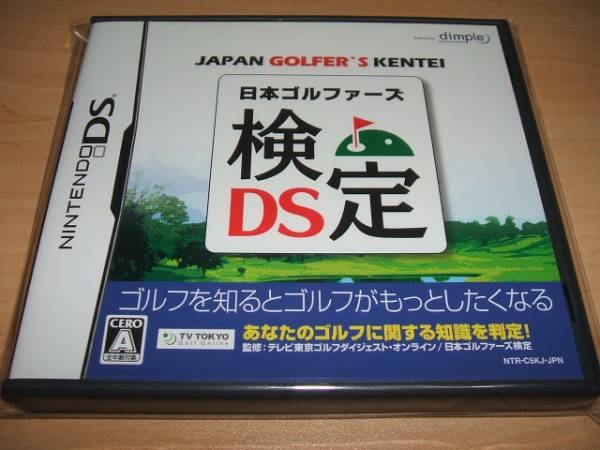 dimple
JAPAN GOLFER'S KENTEI
日本ゴルファーズ
検定
DS
NINTENDO DS
ゴルフを知るとゴルフがもっとしたくなる
CERO
A
全年齢対象
TV TOKYO
Golf Online
あなたのゴルフに関する知識を判定!
監修:テレビ東京ゴルフダイジェスト・オンライン/日本ゴルファーズ検定
NTR-C5KJ-JPN